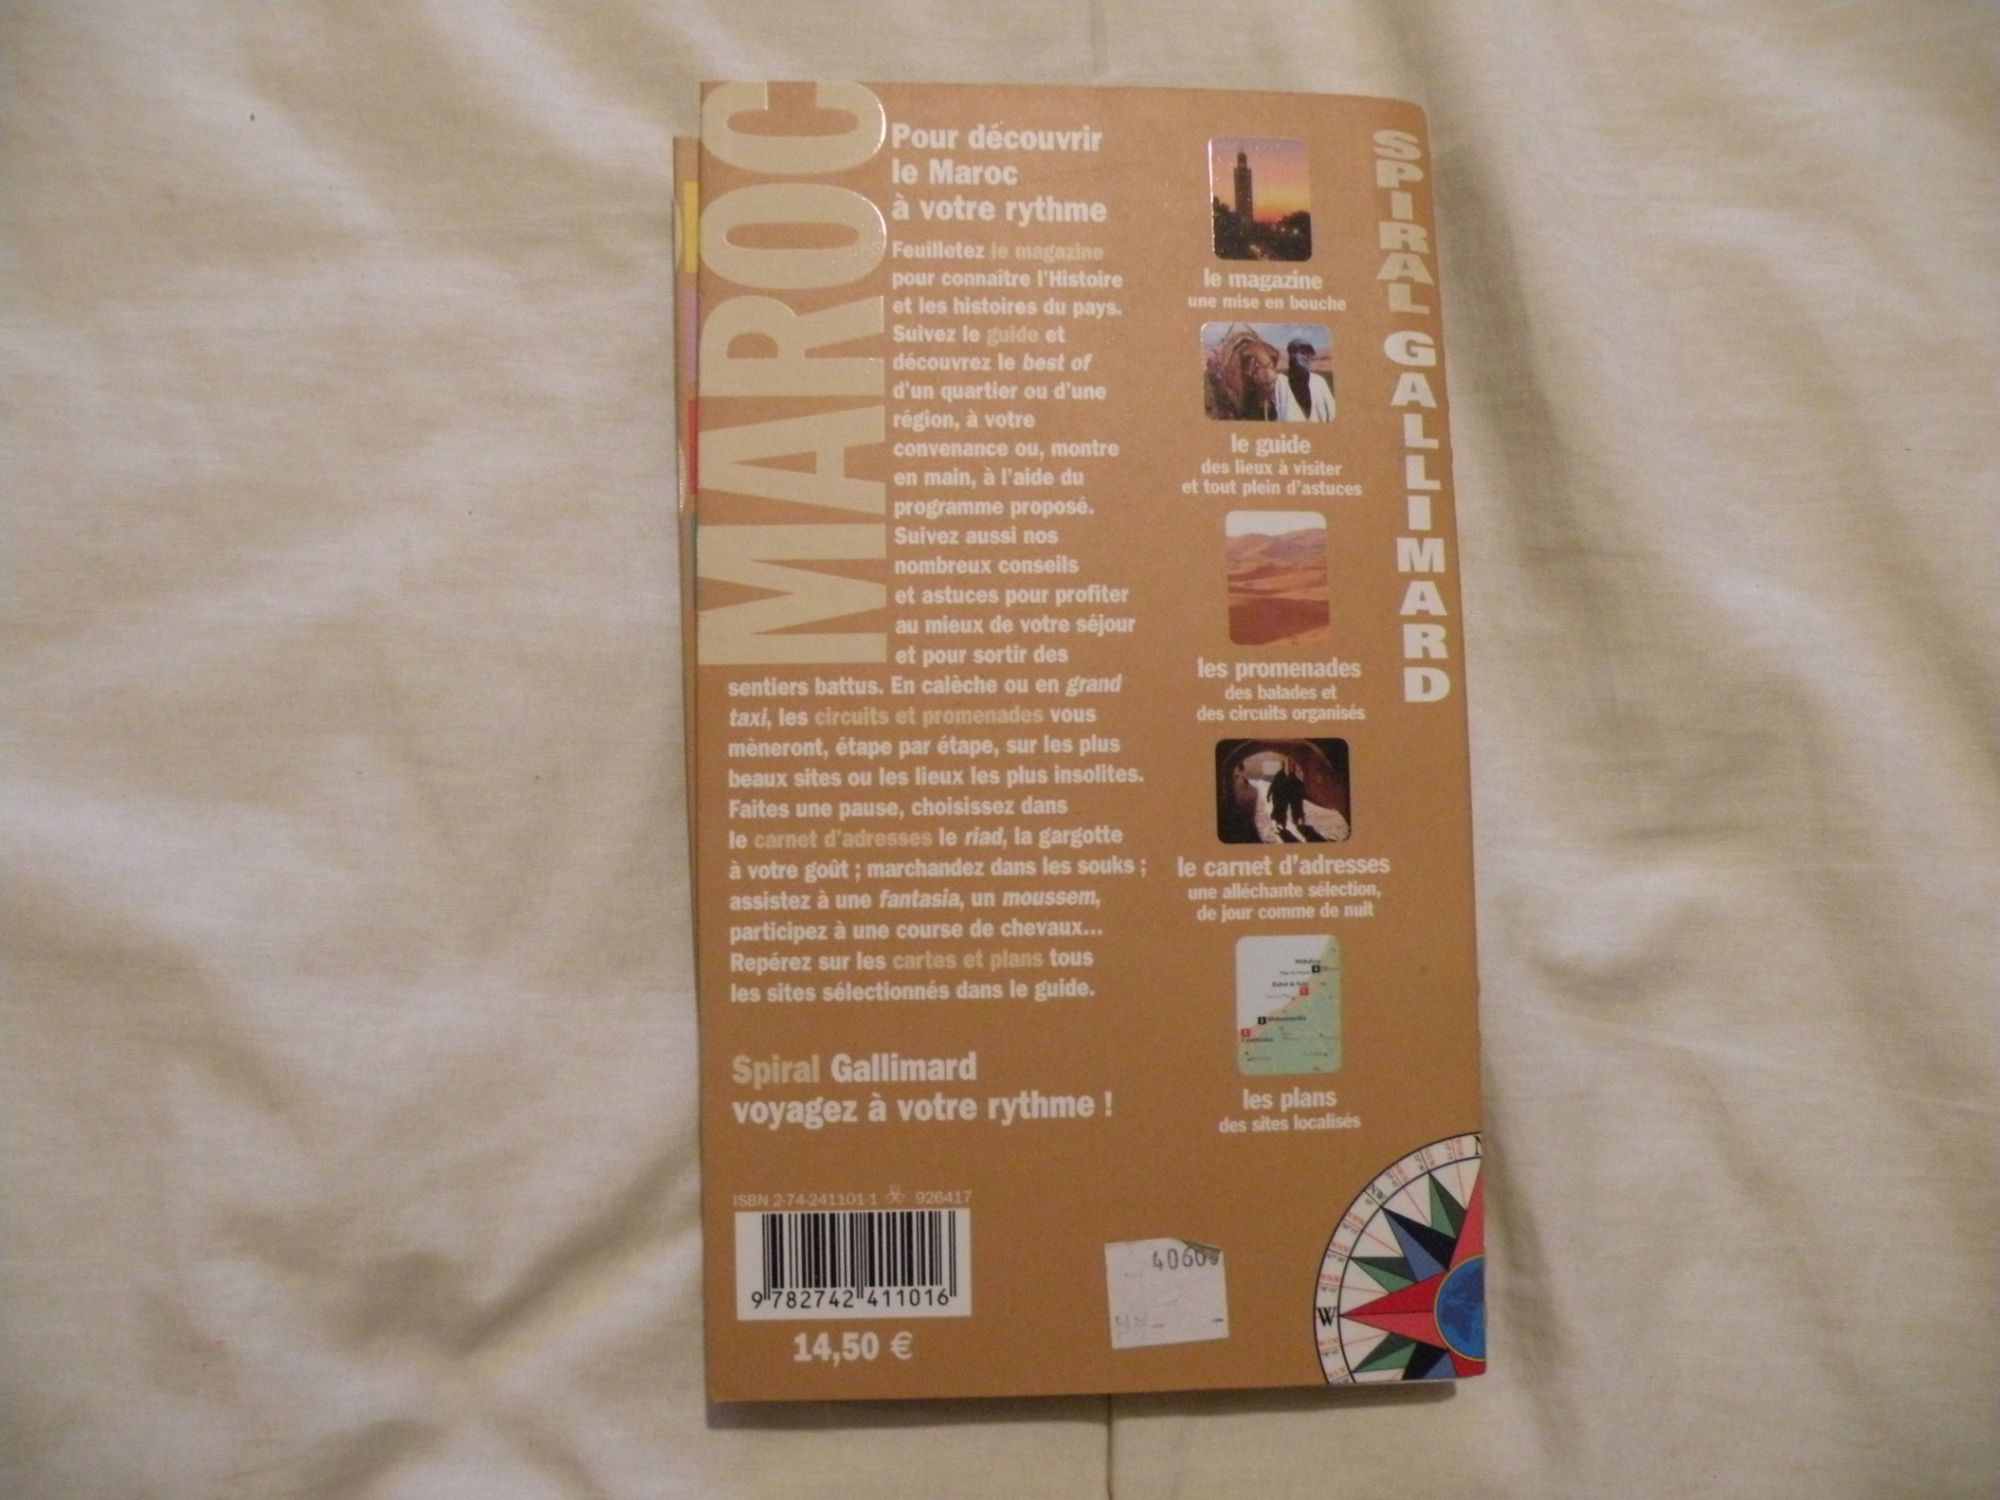 MAROC
Pour découvrir
le Maroc
à votre rythme
Feuilletez le magazine
pour connaître l'Histoire
et les histoires du pays.
Suivez le guide et
découvrez le best of
d'un quartier ou d'une
région, à votre
convenance ou, montre
en main, à l'aide du
programme proposé.
Suivez aussi nos
nombreux conseils
et astuces pour profiter
au mieux de votre séjour
et pour sortir des
sentiers battus. En calèche ou en grand
taxi, les circuits et promenades vous
mèneront, étape par étape, sur les plus
beaux sites ou les lieux les plus insolites.
Faites une pause, choisissez dans
le carnet d'adresses le riad, la gargotte
à votre goût ; marchandez dans les souks ;
assistez à une fantasia, un moussem,
participez à une course de chevaux...
Repérez sur les cartes et plans tous
les sites sélectionnés dans le guide.
Spiral Gallimard
voyagez à votre rythme !
ISBN 2-74-241101-1 926417
9 782742 411016
14,50 €
le magazine
une mise en bouche
le guide
des lieux à visiter
et tout plein d'astuces
les promenades
des balades et
des circuits organisés
le carnet d'adresses
une alléchante sélection,
de jour comme de nuit
les plans
des sites localisés
SPIRAL GALLIMARD
N
NW
W